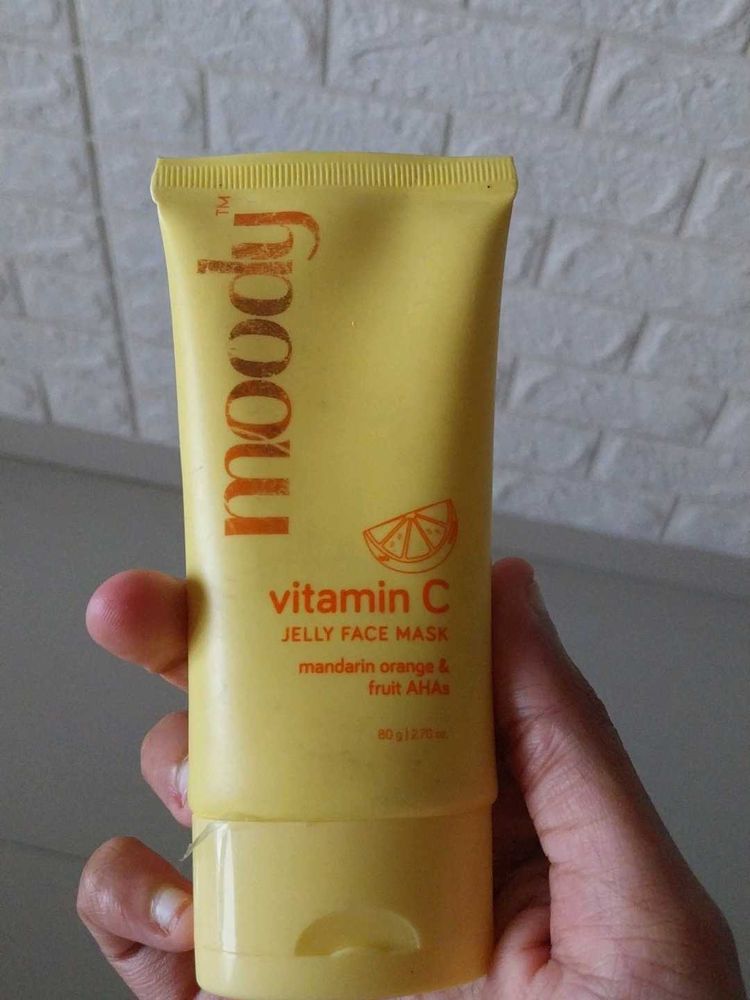 moody™
vitamin C
JELLY FACE MASK
mandarin orange &
fruit AHAs
80 g | 2.70 oz.